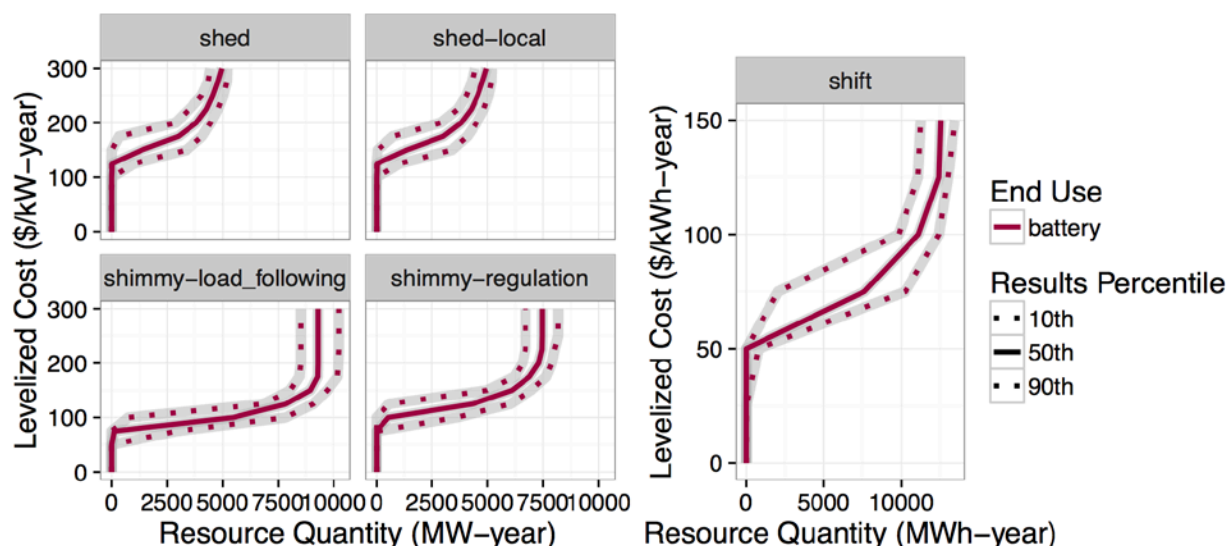 shed
shed-local
Levelized Cost ($/kW-year)
300
200
100
0
shimmy-load_following
shimmy-regulation
300
200
100
0
0
2500
5000
7500
10000
0
2500
5000
7500
10000
Resource Quantity (MW-year)
shift
Levelized Cost ($/kWh-year)
150
100
50
0
0
5000
10000
Resource Quantity (MWh-year)
End Use
battery
Results Percentile
10th
50th
90th